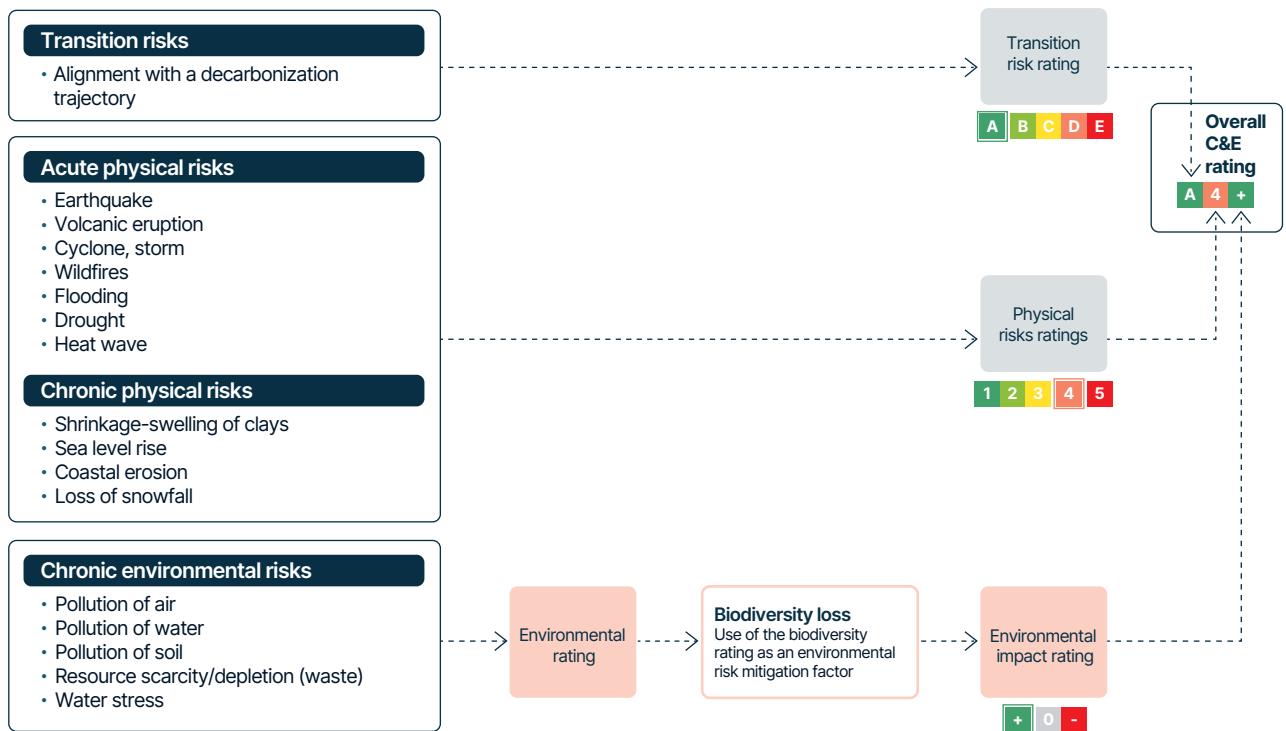 Transition risks
• Alignment with a decarbonization
trajectory
Transition
risk rating
A B C D E
Overall
C&E
rating
A 4 +
Acute physical risks
• Earthquake
• Volcanic eruption
• Cyclone, storm
• Wildfires
• Flooding
• Drought
• Heat wave
Chronic physical risks
• Shrinkage-swelling of clays
• Sea level rise
• Coastal erosion
• Loss of snowfall
Physical
risks ratings
1 2 3 4 5
Chronic environmental risks
• Pollution of air
• Pollution of water
• Pollution of soil
• Resource scarcity/depletion (waste)
• Water stress
Environmental
rating
Biodiversity loss
Use of the biodiversity
rating as an environmental
risk mitigation factor
Environmental
impact rating
+ 0 -